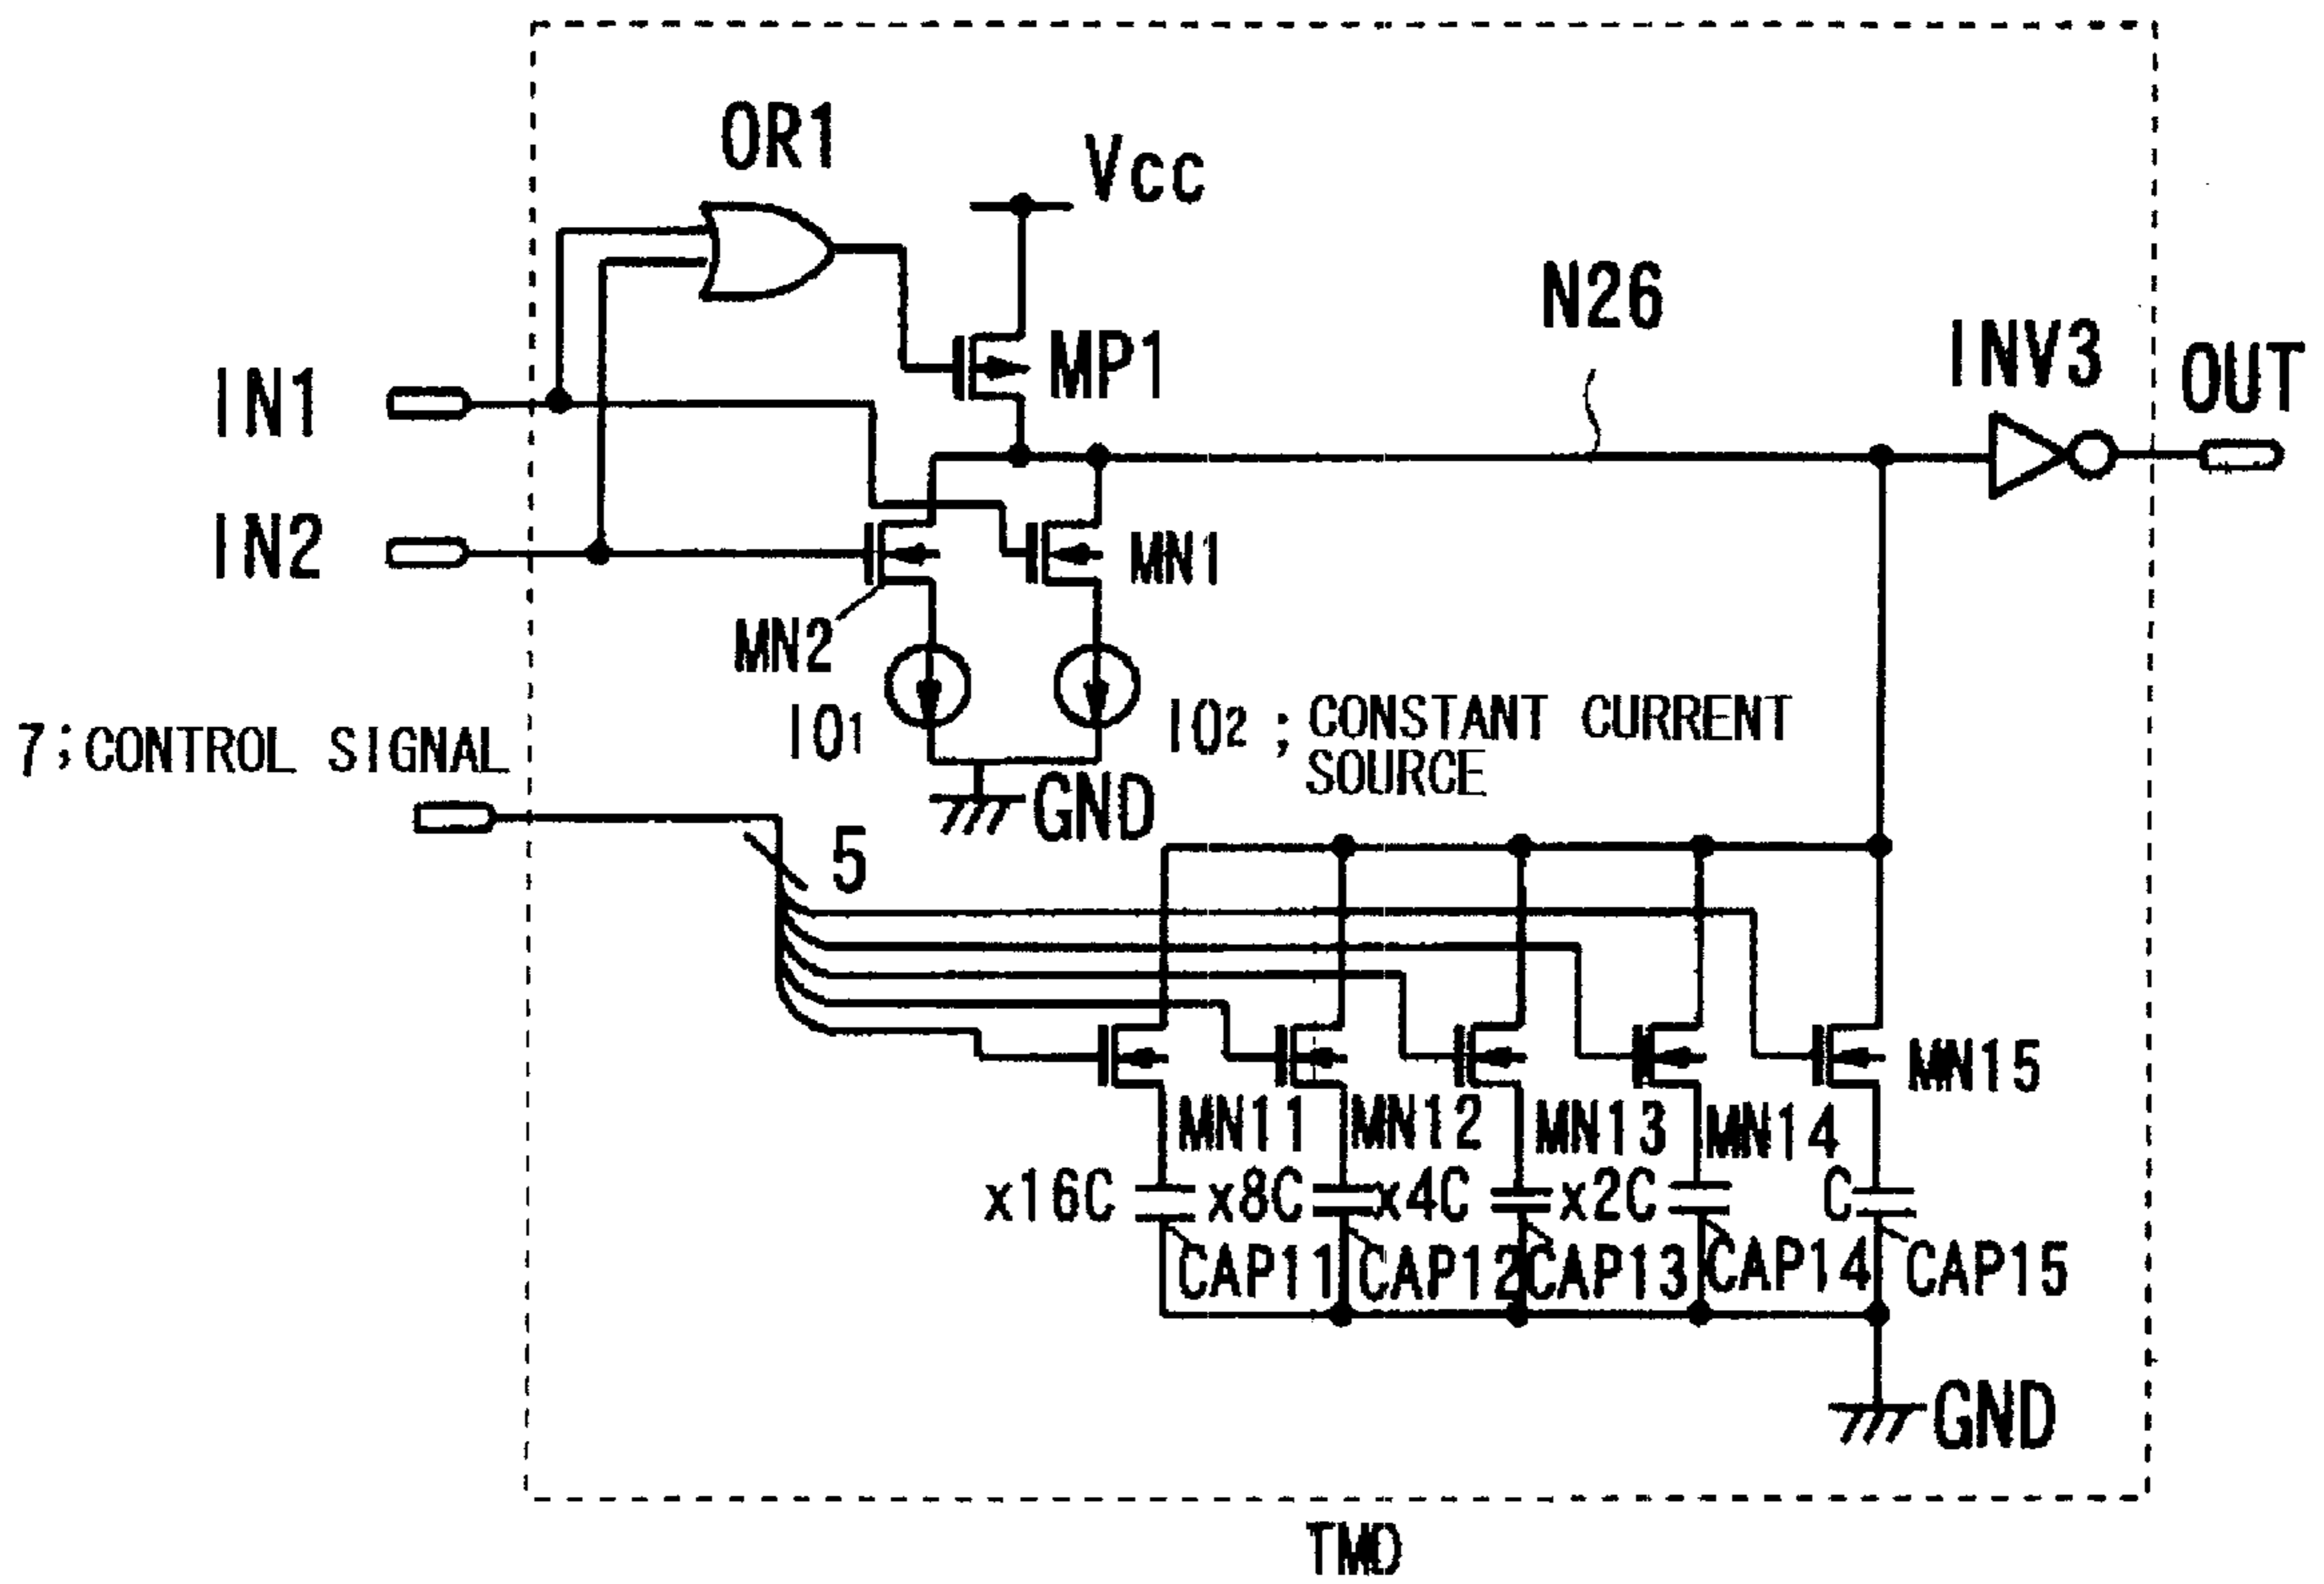 OR1
Vcc
N26
INV3
OUT
MP1
IN1
IN2
MN1
MN2
IO1
IO2 ; CONSTANT CURRENT
SOURCE
7;CONTROL SIGNAL
GND
5
MN15
MN11
MN12
MN13
MN14
x16C
x8C
x4C
x2C
C
CAP11
CAP12
CAP13
CAP14
CAP15
GND
TMD